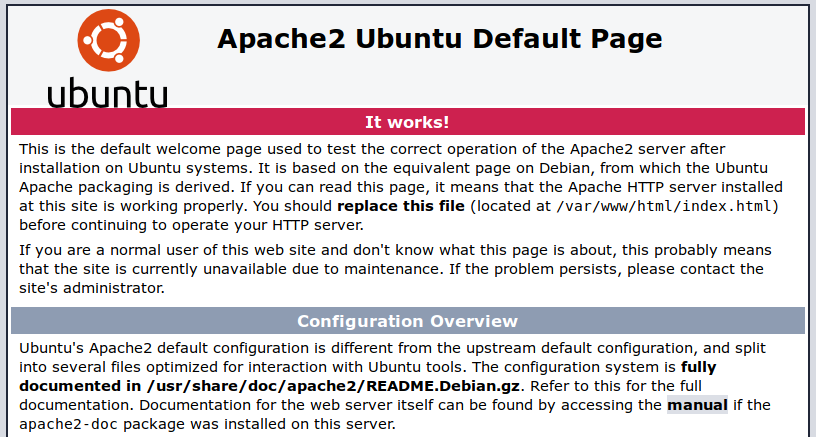 ubuntu
Apache2 Ubuntu Default Page
It works!
This is the default welcome page used to test the correct operation of the Apache2 server after
installation on Ubuntu systems. It is based on the equivalent page on Debian, from which the Ubuntu
Apache packaging is derived. If you can read this page, it means that the Apache HTTP server installed
at this site is working properly. You should replace this file (located at /var/www/html/index.html)
before continuing to operate your HTTP server.
If you are a normal user of this web site and don't know what this page is about, this probably means
that the site is currently unavailable due to maintenance. If the problem persists, please contact the
site's administrator.
Configuration Overview
Ubuntu's Apache2 default configuration is different from the upstream default configuration, and split
into several files optimized for interaction with Ubuntu tools. The configuration system is fully
documented in /usr/share/doc/apache2/README.Debian.gz. Refer to this for the full
documentation. Documentation for the web server itself can be found by accessing the manual if the
apache2-doc package was installed on this server.